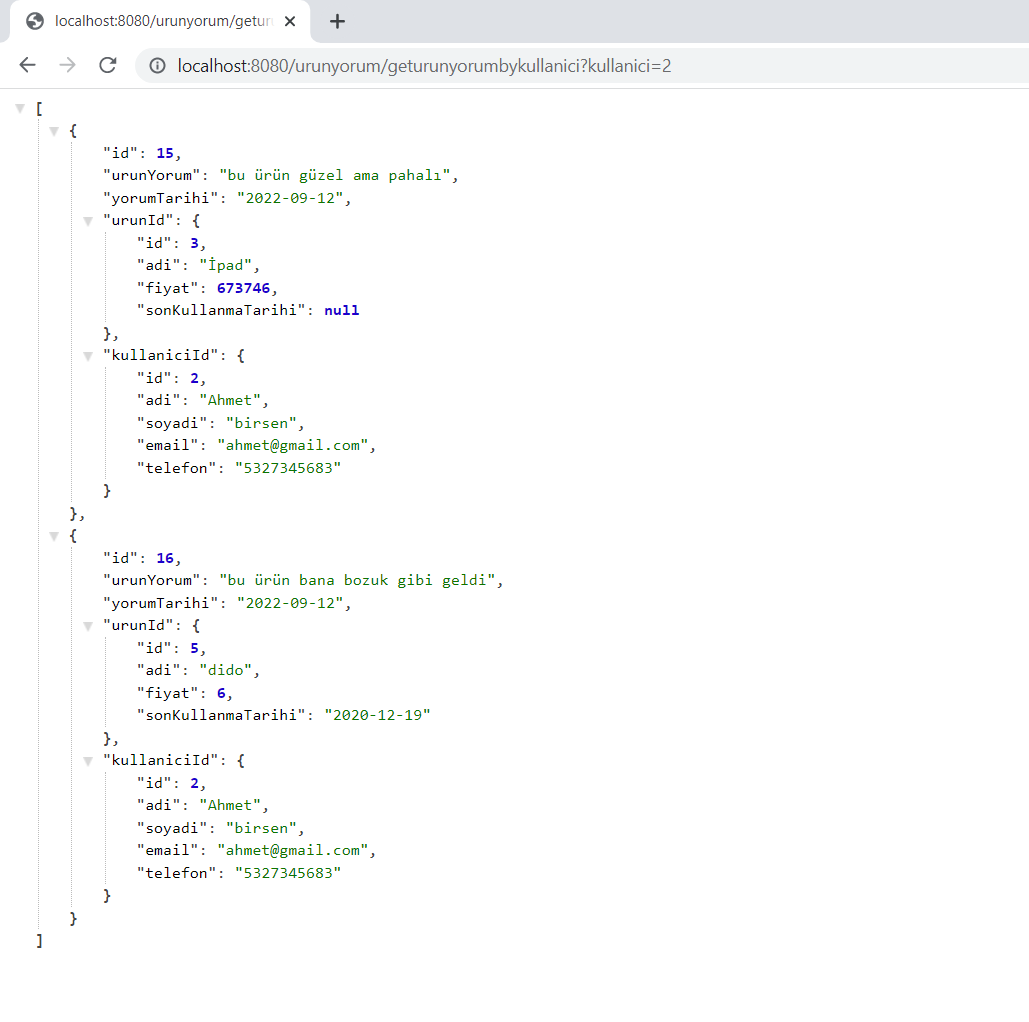 localhost:8080/urunyorum/getur
localhost:8080/urunyorum/geturunyorumbykullanici?kullanici=2
[
{
"id": 15,
"urunYorum": "bu ürün güzel ama pahalı",
"yorumTarihi": "2022-09-12",
"urunId": {
"id": 3,
"adi": "İpad",
"fiyat": 673746,
"sonKullanmaTarihi": null
},
"kullaniciId": {
"id": 2,
"adi": "Ahmet",
"soyadi": "birsen",
"email": "ahmet@gmail.com",
"telefon": "5327345683"
}
},
{
"id": 16,
"urunYorum": "bu ürün bana bozuk gibi geldi",
"yorumTarihi": "2022-09-12",
"urunId": {
"id": 5,
"adi": "dido",
"fiyat": 6,
"sonKullanmaTarihi": "2020-12-19"
},
"kullaniciId": {
"id": 2,
"adi": "Ahmet",
"soyadi": "birsen",
"email": "ahmet@gmail.com",
"telefon": "5327345683"
}
}
]